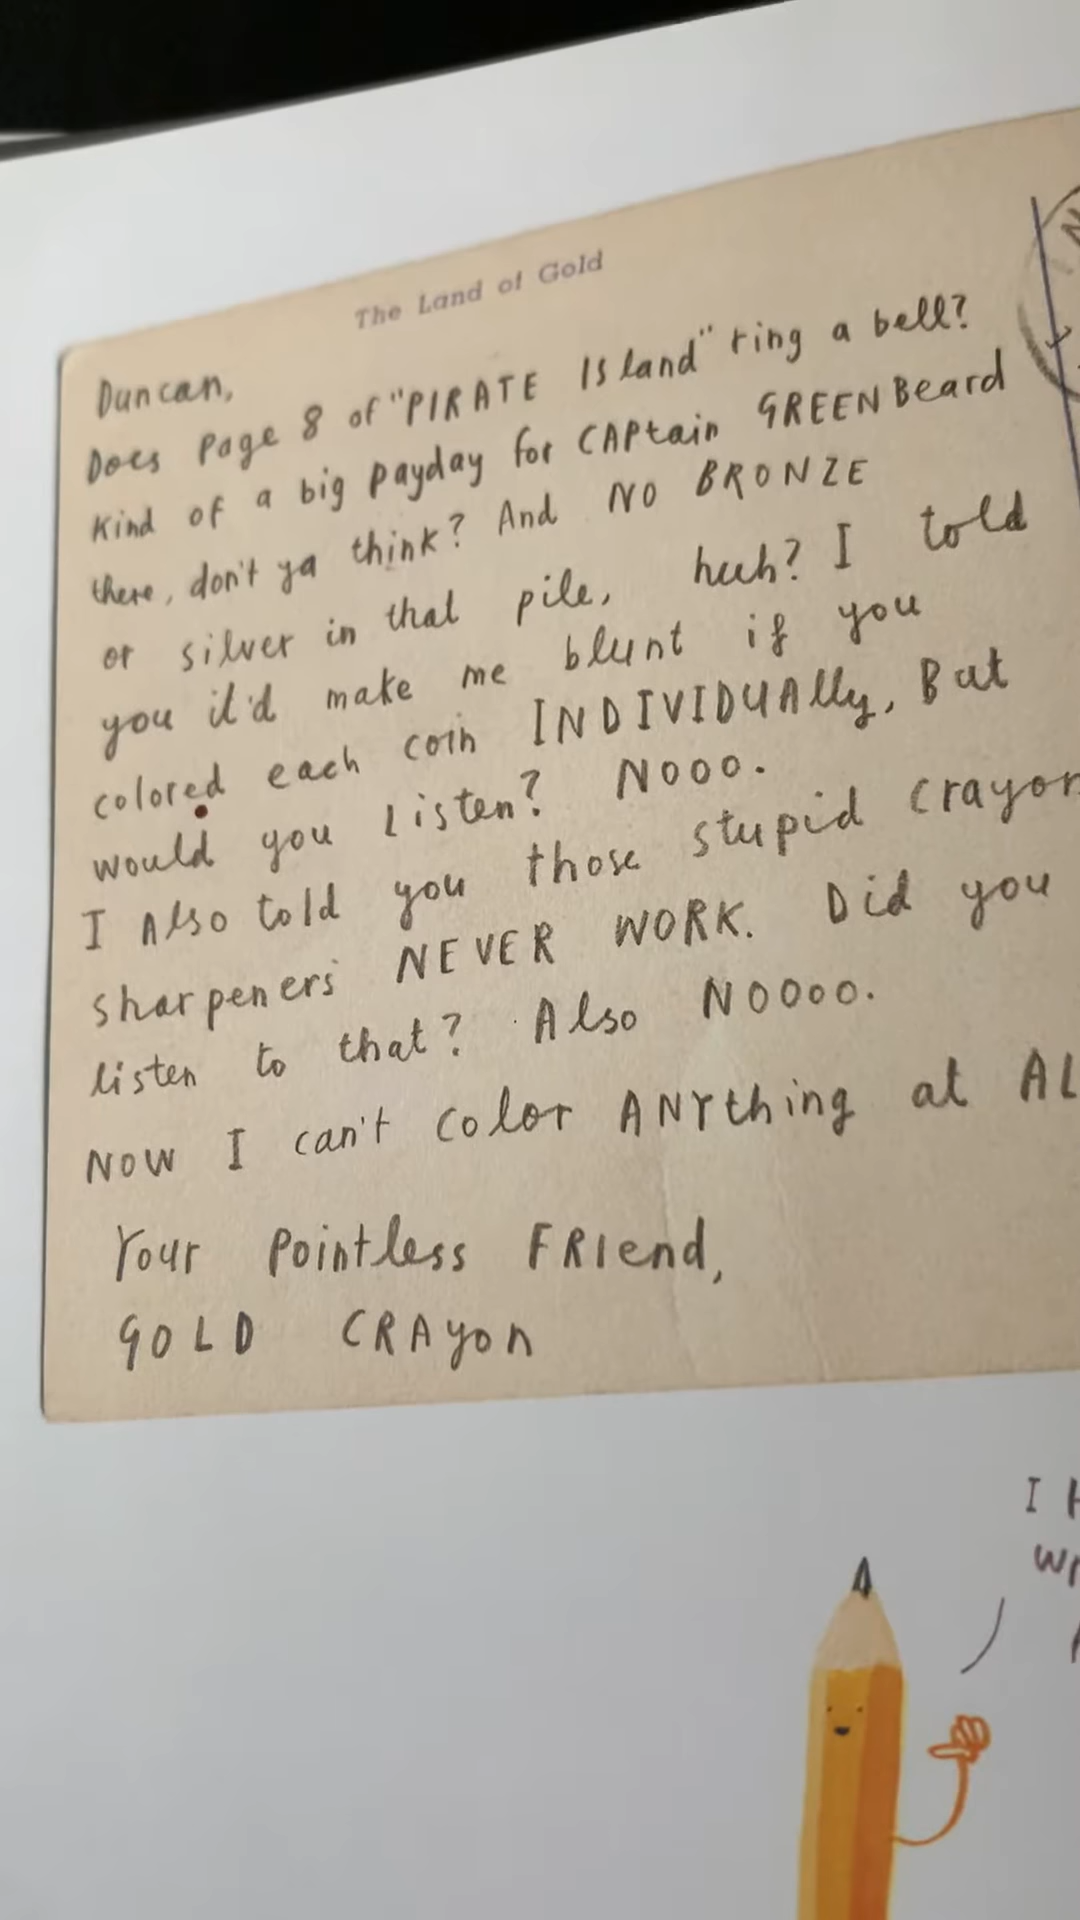 The Land of Gold
Duncan,
Does Page 8 of "PIRATE ISland" ring a bell?
Kind of a big payday for CAPtain GREENBeard
there, don't ya think? And NO BRONZE
or silver in that pile, huh? I told
you it'd make me blunt if you
colored each coin INDIVIDUAlly, But
would you Listen? NOOO.
I Also told you those stupid crayon
sharpeners NEVER WORK. Did you
listen to that? Also NOOOO.
NOW I can't color ANYthing at AL
Your Pointless FRIend,
GOLD CRAyon
I